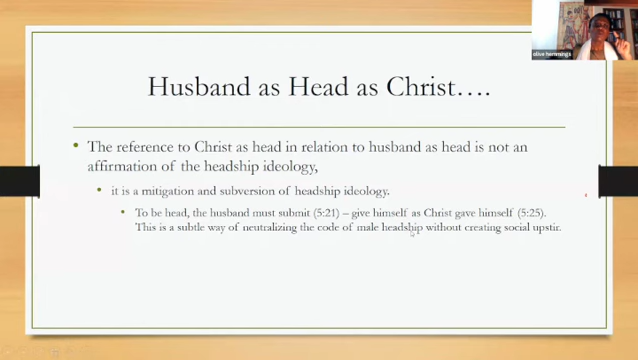 olive hemmings
Husband as Head as Christ….
• The reference to Christ as head in relation to husband as head is not an
affirmation of the headship ideology,
• it is a mitigation and subversion of headship ideology.
• To be head, the husband must submit (5:21) – give himself as Christ gave himself (5:25).
This is a subtle way of neutralizing the code of male headship without creating social upstir.